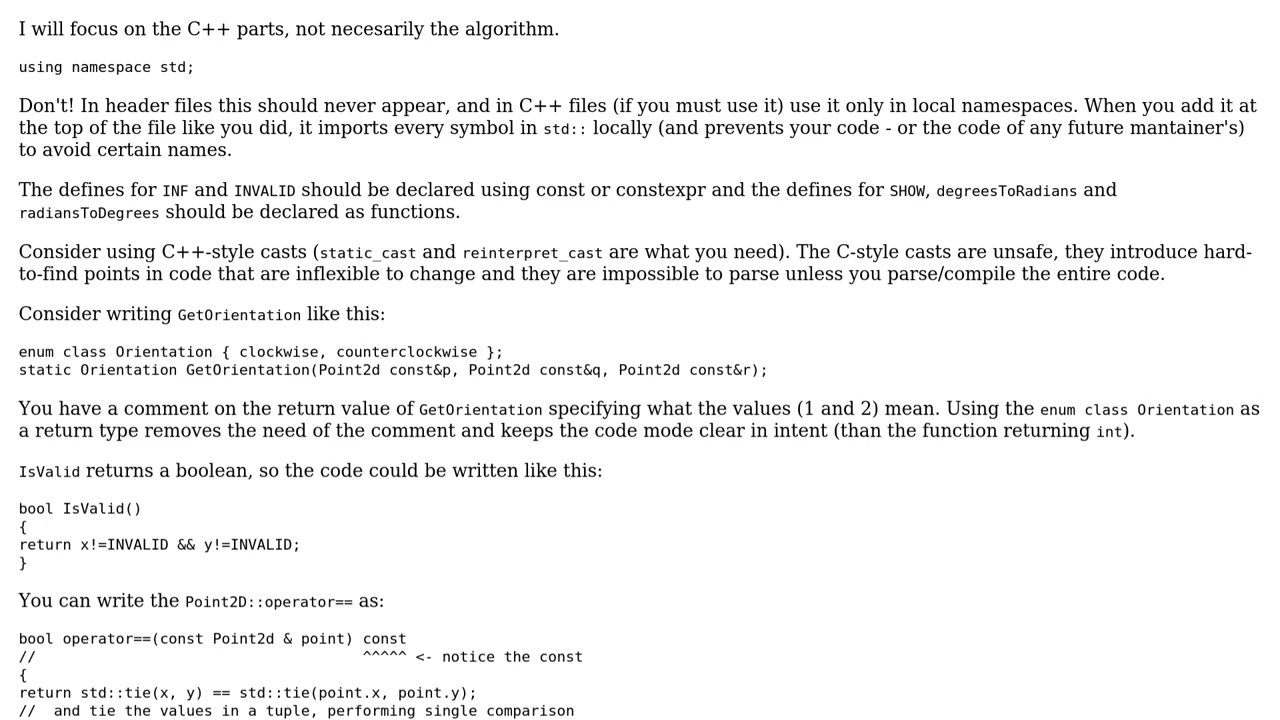 I will focus on the C++ parts, not necesarily the algorithm.
using namespace std;
Don't! In header files this should never appear, and in C++ files (if you must use it) use it only in local namespaces. When you add it at
the top of the file like you did, it imports every symbol in std:: locally (and prevents your code - or the code of any future mantainer's)
to avoid certain names.
The defines for INF and INVALID should be declared using const or constexpr and the defines for SHOW, degreesToRadians and
radiansToDegrees should be declared as functions.
Consider using C++-style casts (static_cast and reinterpret_cast are what you need). The C-style casts are unsafe, they introduce hard-
to-find points in code that are inflexible to change and they are impossible to parse unless you parse/compile the entire code.
Consider writing GetOrientation like this:
enum class Orientation { clockwise, counterclockwise };
static Orientation GetOrientation(Point2d const&p, Point2d const&q, Point2d const&r);
You have a comment on the return value of GetOrientation specifying what the values (1 and 2) mean. Using the enum class Orientation as
a return type removes the need of the comment and keeps the code mode clear in intent (than the function returning int).
IsValid returns a boolean, so the code could be written like this:
bool IsValid()
{
return x!=INVALID && y!=INVALID;
}
You can write the Point2D::operator== as:
bool operator==(const Point2d & point) const
//                                     ^^^^^ <- notice the const
{
return std::tie(x, y) == std::tie(point.x, point.y);
//  and tie the values in a tuple, performing single comparison